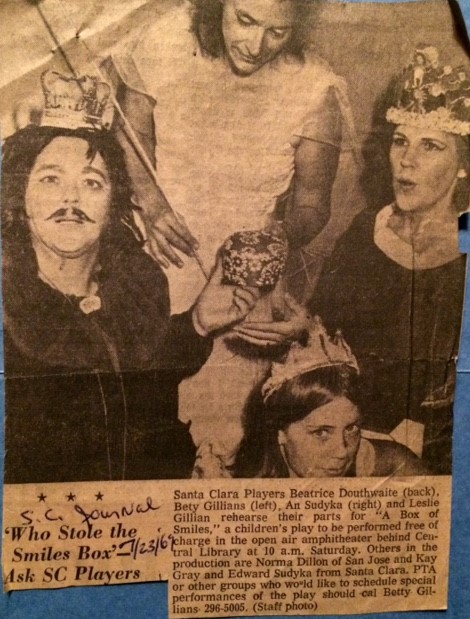 ★ ★ ★
S.C. Journal
'Who Stole the
Smiles Box'
7/23/69
Ask SC Players
Santa Clara Players Beatrice Douthwaite (back),
Bety Gillians (left), An Sudyka (right) and Leslie
Gillian rehearse their parts for "A Box of
Smiles," a children's play to be performed free of
charge in the open air amphitheater behind Cen-
tral Library at 10 a.m. Saturday. Others in the
production are Norma Dillon of San Jose and Kay
Gray and Edward Sudyka from Santa Clara. PTA
or other groups who would like to schedule special
performances of the play should cal Betty Gil-
lians 296-5005. (Staff photo)